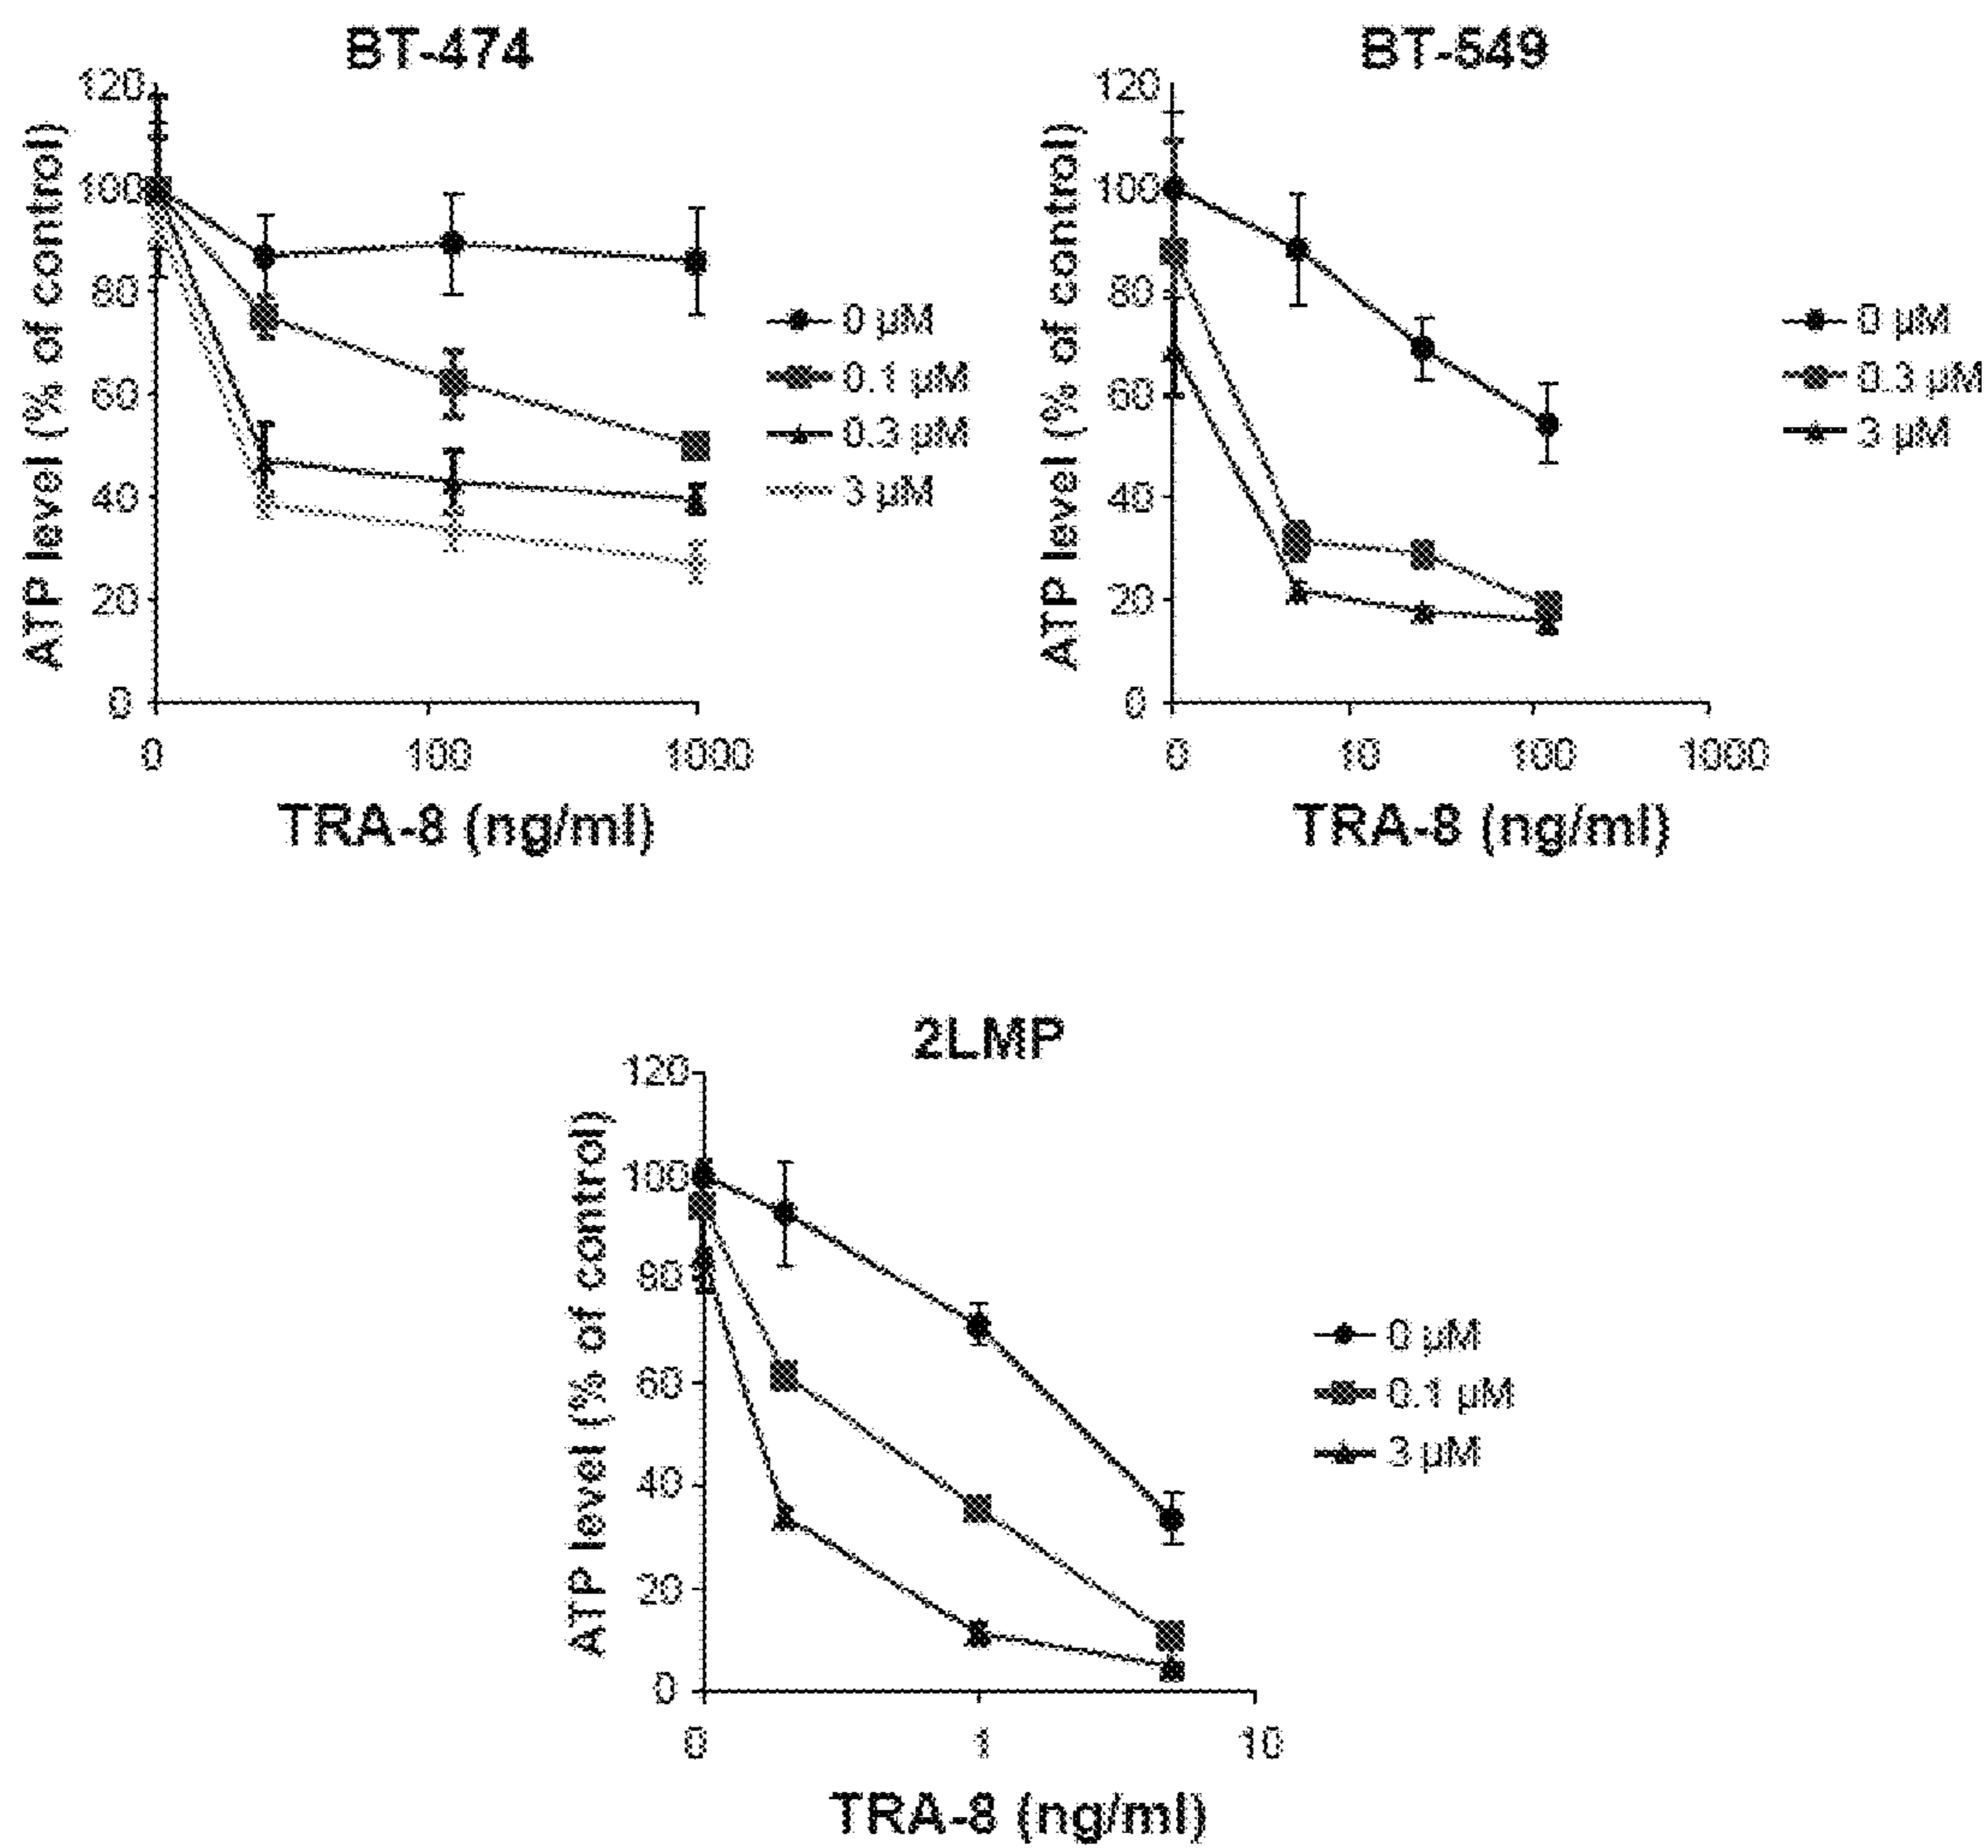 BT-474
120
100
80
60
40
20
0
ATP level (% of control)
0 100 1000
TRA-8 (ng/ml)
0 µM
0.1 µM
0.3 µM
3 µM
BT-549
120
100
80
60
40
20
0
ATP level (% of control)
0 10 100 1000
TRA-8 (ng/ml)
0 µM
0.3 µM
3 µM
2LMP
120
100
80
60
40
20
0
ATP level (% of control)
0 1 10
TRA-8 (ng/ml)
0 µM
0.1 µM
3 µM